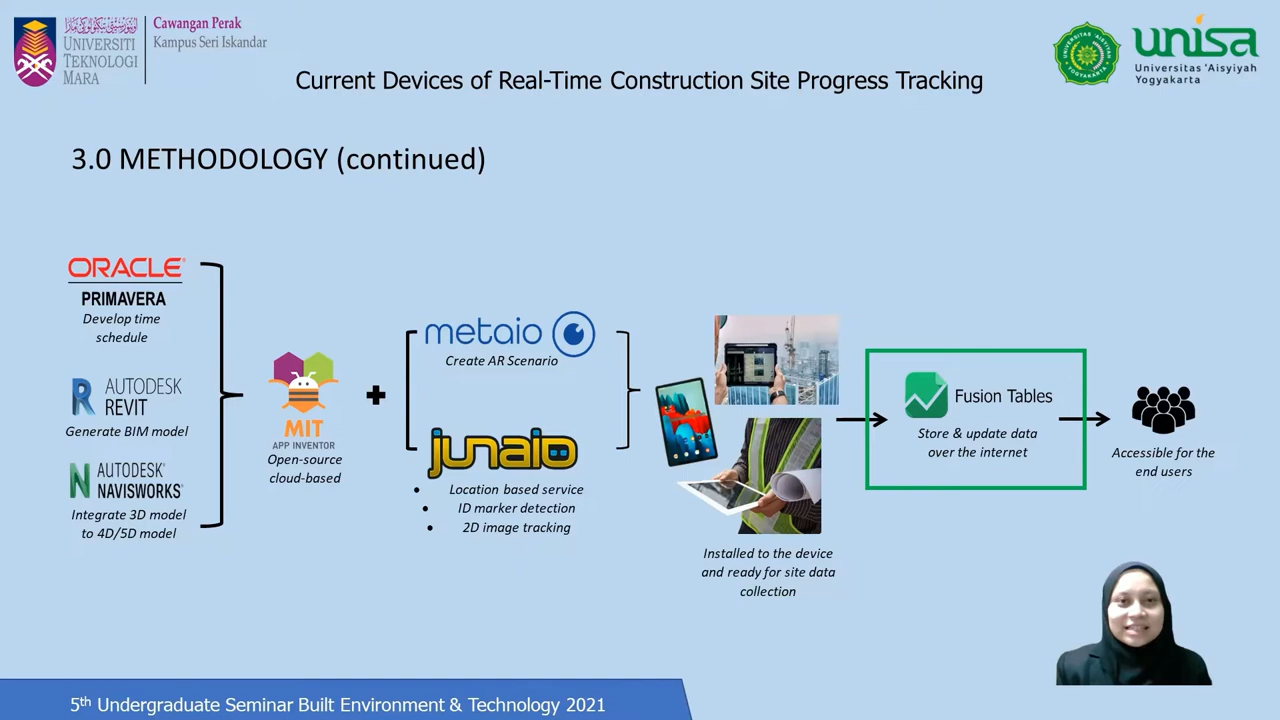 UNIVERSITI
TEKNOLOGI
MARA
Cawangan Perak
Kampus Seri Iskandar
unisa
Universitas 'Aisyiyah
Yogyakarta
Current Devices of Real-Time Construction Site Progress Tracking
3.0 METHODOLOGY (continued)
ORACLE
PRIMAVERA
Develop time
schedule
AUTODESK
REVIT
Generate BIM model
AUTODESK
NAVISWORKS
Integrate 3D model
to 4D/5D model
MIT
APP INVENTOR
Open-source
cloud-based
metaio
Create AR Scenario
junaio
• Location based service
• ID marker detection
• 2D image tracking
Installed to the device
and ready for site data
collection
Fusion Tables
Store & update data
over the internet
Accessible for the
end users
5th Undergraduate Seminar Built Environment & Technology 2021